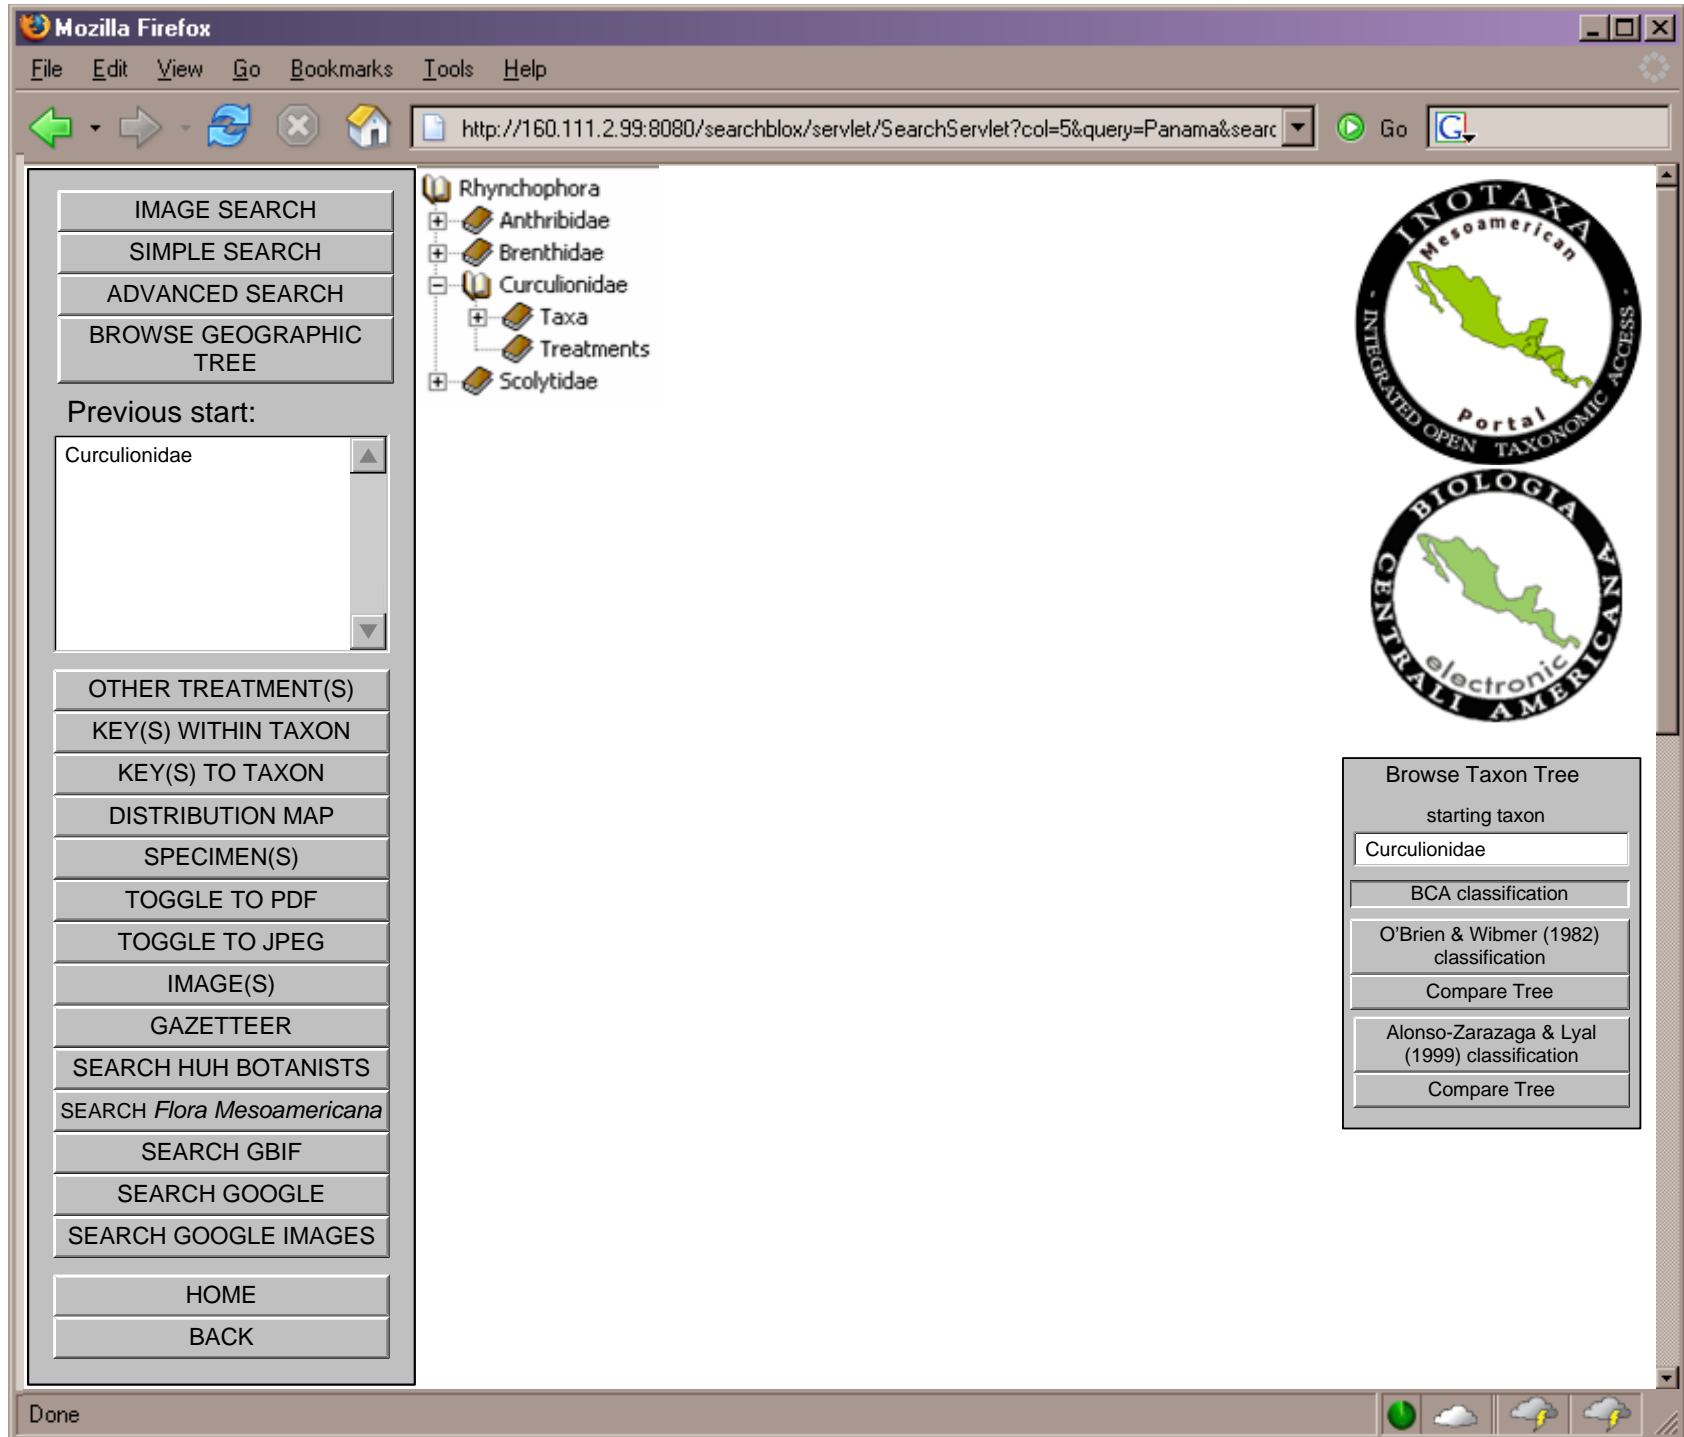 Mozilla Firefox
File Edit View Go Bookmarks Tools Help
http://160.111.2.99:8080/searchblox/servlet/SearchServlet?col=5&query=Panama&searc
Go
G
IMAGE SEARCH
SIMPLE SEARCH
ADVANCED SEARCH
BROWSE GEOGRAPHIC
TREE
Previous start:
Curculionidae
OTHER TREATMENT(S)
KEY(S) WITHIN TAXON
KEY(S) TO TAXON
DISTRIBUTION MAP
SPECIMEN(S)
TOGGLE TO PDF
TOGGLE TO JPEG
IMAGE(S)
GAZETTEER
SEARCH HUH BOTANISTS
SEARCH Flora Mesoamericana
SEARCH GBIF
SEARCH GOOGLE
SEARCH GOOGLE IMAGES
HOME
BACK
Rhynchophora
Anthribidae
Brenthidae
Curculionidae
Taxa
Treatments
Scolytidae
INOTAXA
Mesoamerican
Portal
- INTEGRATED OPEN TAXONOMIC ACCESS -
BIOLOGIA
CENTRALI AMERICANA
electronic
Browse Taxon Tree
starting taxon
Curculionidae
BCA classification
O'Brien & Wibmer (1982)
classification
Compare Tree
Alonso-Zarazaga & Lyal
(1999) classification
Compare Tree
Done